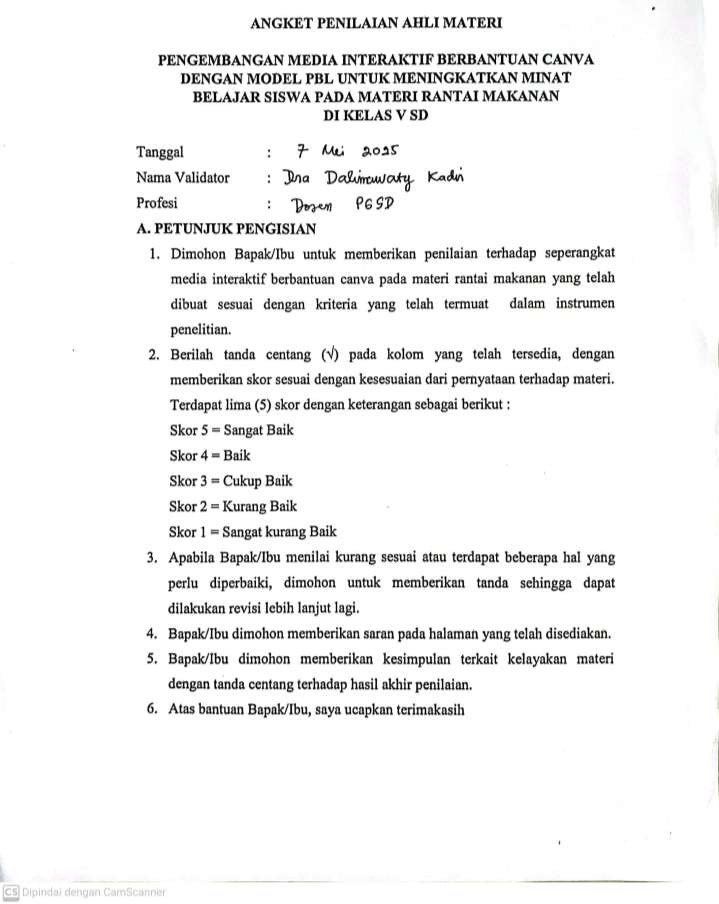 ANGKET PENILAIAN AHLI MATERI
PENGEMBANGAN MEDIA INTERAKTIF BERBANTUAN CANVA
DENGAN MODEL PBL UNTUK MENINGKATKAN MINAT
BELAJAR SISWA PADA MATERI RANTAI MAKANAN
DI KELAS V SD
Tanggal : 7 Mei 2025
Nama Validator :
Profesi : Dosen PGSD
A. PETUNJUK PENGISIAN
1. Dimohon Bapak/Ibu untuk memberikan penilaian terhadap seperangkat
media interaktif berbantuan canva pada materi rantai makanan yang telah
dibuat sesuai dengan kriteria yang telah termuat dalam instrumen
penelitian.
2. Berilah tanda centang (√) pada kolom yang telah tersedia, dengan
memberikan skor sesuai dengan kesesuaian dari pernyataan terhadap materi.
Terdapat lima (5) skor dengan keterangan sebagai berikut :
Skor 5 = Sangat Baik
Skor 4 = Baik
Skor 3 = Cukup Baik
Skor 2 = Kurang Baik
Skor 1 = Sangat kurang Baik
3. Apabila Bapak/Ibu menilai kurang sesuai atau terdapat beberapa hal yang
perlu diperbaiki, dimohon untuk memberikan tanda sehingga dapat
dilakukan revisi lebih lanjut lagi.
4. Bapak/Ibu dimohon memberikan saran pada halaman yang telah disediakan.
5. Bapak/Ibu dimohon memberikan kesimpulan terkait kelayakan materi
dengan tanda centang terhadap hasil akhir penilaian.
6. Atas bantuan Bapak/Ibu, saya ucapkan terimakasih
CS Dipindai dengan CamScanner